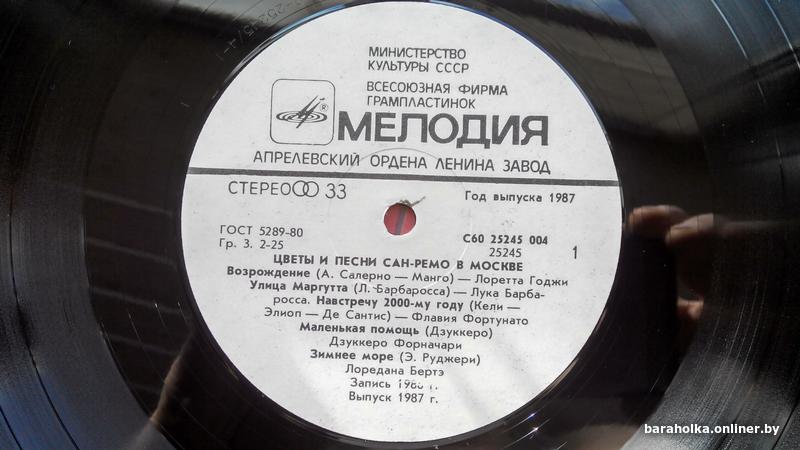 МИНИСТЕРСТВО
КУЛЬТУРЫ СССР
ВСЕСОЮЗНАЯ ФИРМА
ГРАМПЛАСТИНОК
®
МЕЛОДИЯ
АПРЕЛЕВСКИЙ ОРДЕНА ЛЕНИНА ЗАВОД
СТЕРЕО 33
Год выпуска 1987
ГОСТ 5289-80
Гр. 3. 2-25
С60 25245 004
25245
1
ЦВЕТЫ И ПЕСНИ САН-РЕМО В МОСКВЕ
Возрождение (А. Салерно — Манго) — Лоретта Годжи
Улица Маргутта (Л. Барбаросса) — Лука Барба-
росса. Навстречу 2000-му году (Кели —
Элиоп — Де Сантис) — Флавия Фортунато
Маленькая помощь (Дзуккеро)
Дзуккеро Форначари
Зимнее море (Э. Руджери)
Лоредана Бертэ
Запись
Выпуск 1987 г.
baraholka.onliner.by